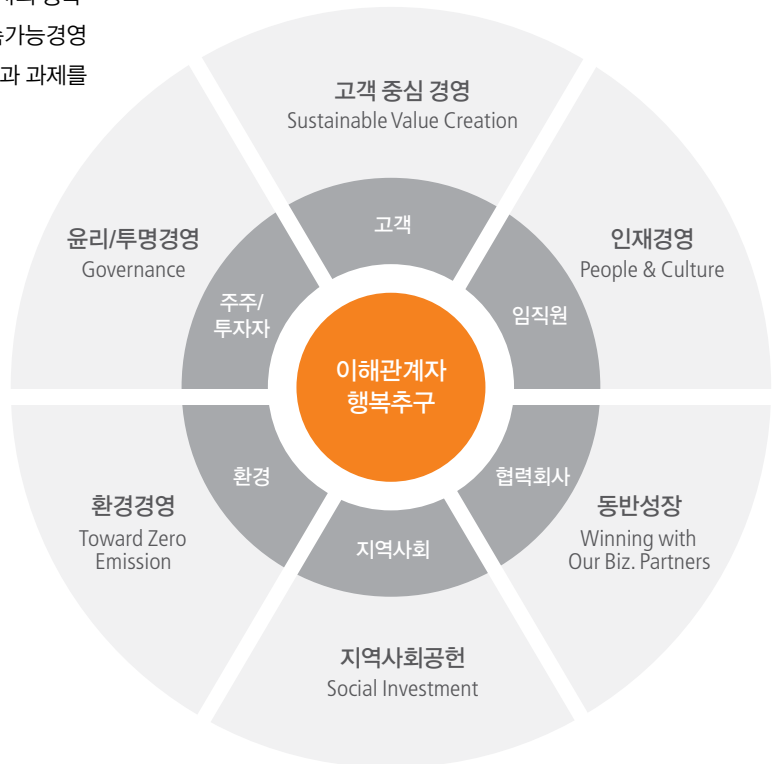 가능경영
과 과제를
고객 중심 경영
Sustainable Value Creation
윤리/투명경영
Governance
인재경영
People & Culture
고객
주주/
투자자
임직원
이해관계자
행복추구
환경
협력회사
지역사회
환경경영
Toward Zero
Emission
동반성장
Winning with
Our Biz. Partners
지역사회공헌
Social Investment